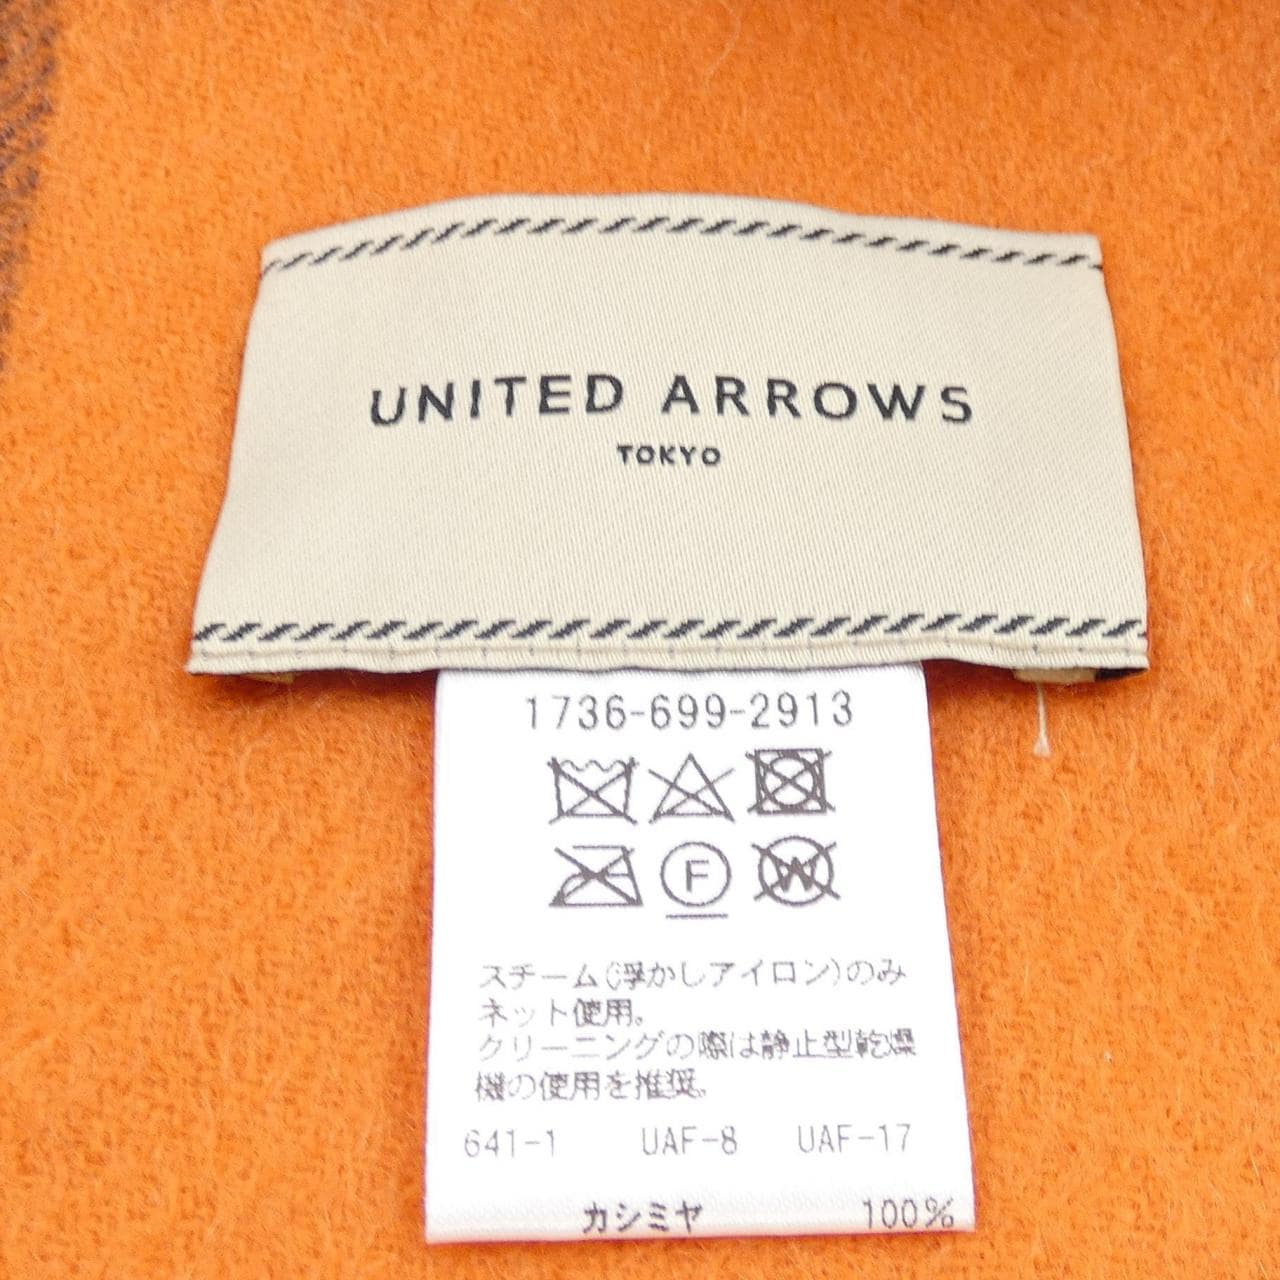 UNITED ARROWS
TOKYO
1736-699-2913
F
W
スチーム(浮かしアイロン)のみ
ネット使用。
クリーニングの際は静止型乾燥
機の使用を推奨。
641-1 UAF-8 UAF-17
カシミヤ 100%